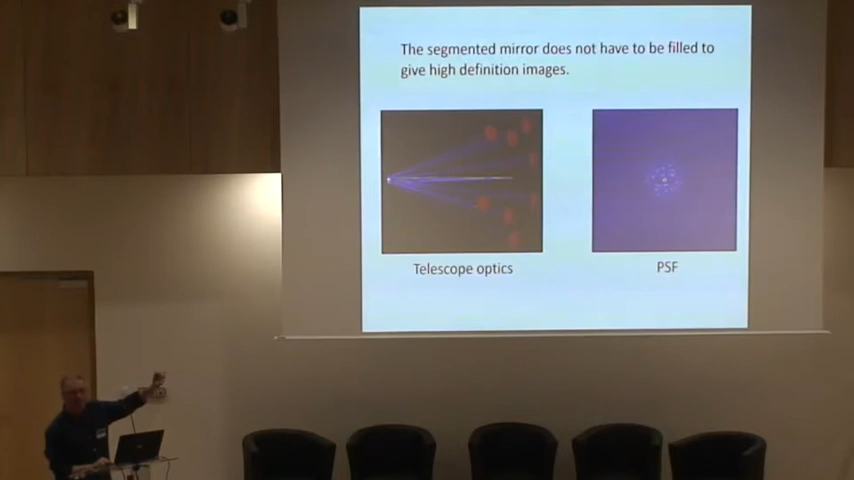 The segmented mirror does not have to be filled to
give high definition images.
Telescope optics
PSF